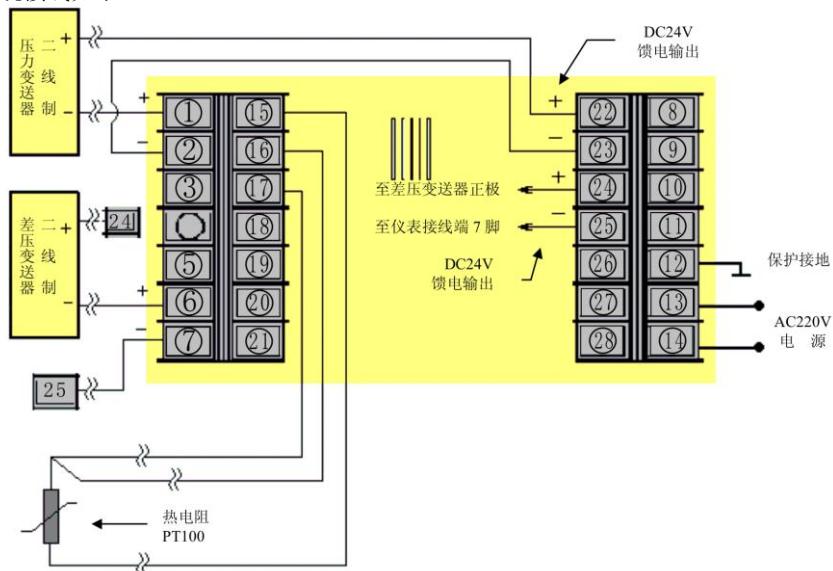 压力变送器
二线制
+
-
DC24V
馈电输出
+
-
①
②
③
⑤
⑥
⑦
⑮
⑯
⑰
⑱
⑲
⑳
㉑
+
-
+
-
㉒
㉓
㉔
㉕
㉖
㉗
㉘
⑧
⑨
⑩
⑪
⑫
⑬
⑭
至差压变送器正极
至仪表接线端 7 脚
DC24V
馈电输出
保护接地
AC220V
电 源
差压变送器
二线制
+
-
24
+
-
25
热电阻
PT100